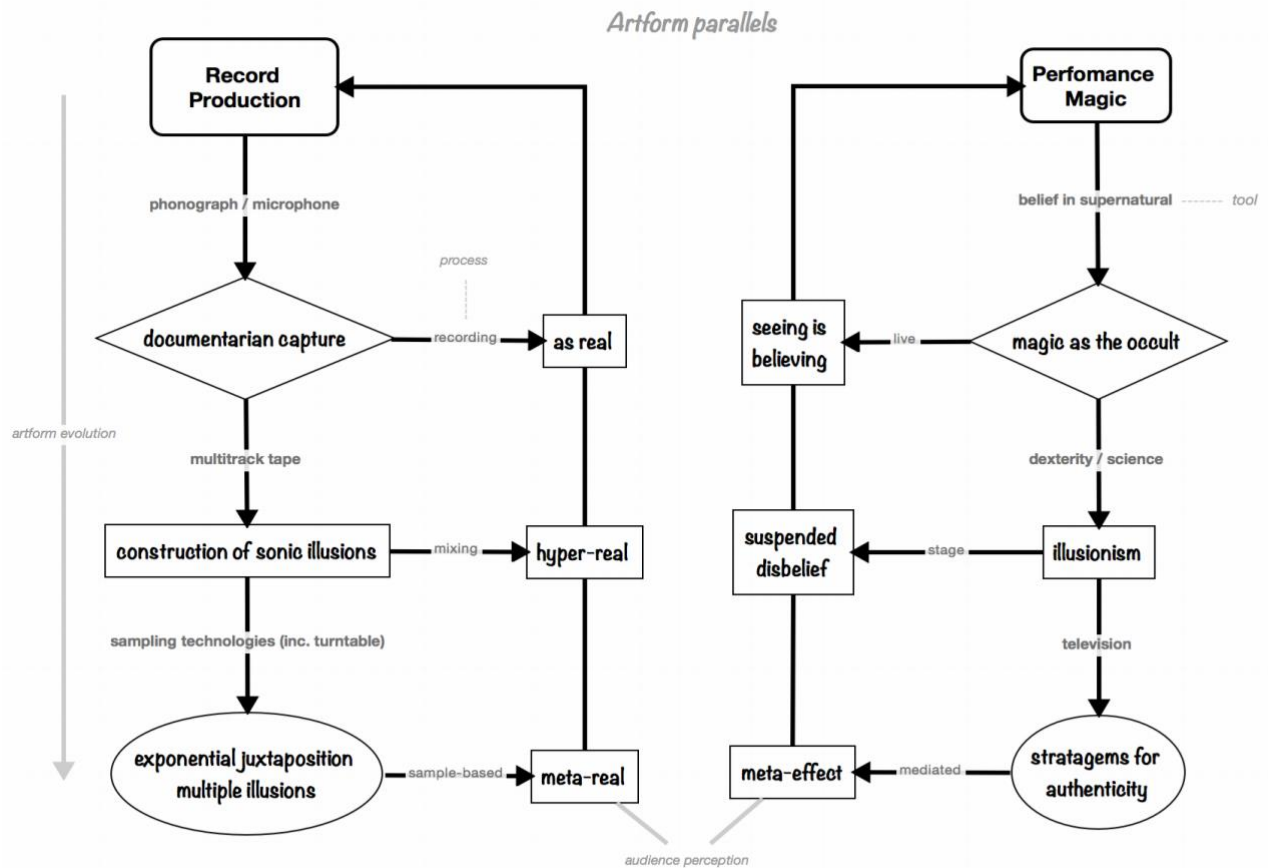 Artform parallels
Record
Production
Perfomance
Magic
phonograph / microphone
belief in supernatural
tool
process
documentarian capture
recording
as real
seeing is
believing
live
magic as the occult
artform evolution
multitrack tape
dexterity / science
construction of sonic illusions
mixing
hyper-real
suspended
disbelief
stage
illusionism
sampling technologies (inc. turntable)
television
exponential juxtaposition
multiple illusions
sample-based
meta-real
meta-effect
mediated
stratagems for
authenticity
audience perception